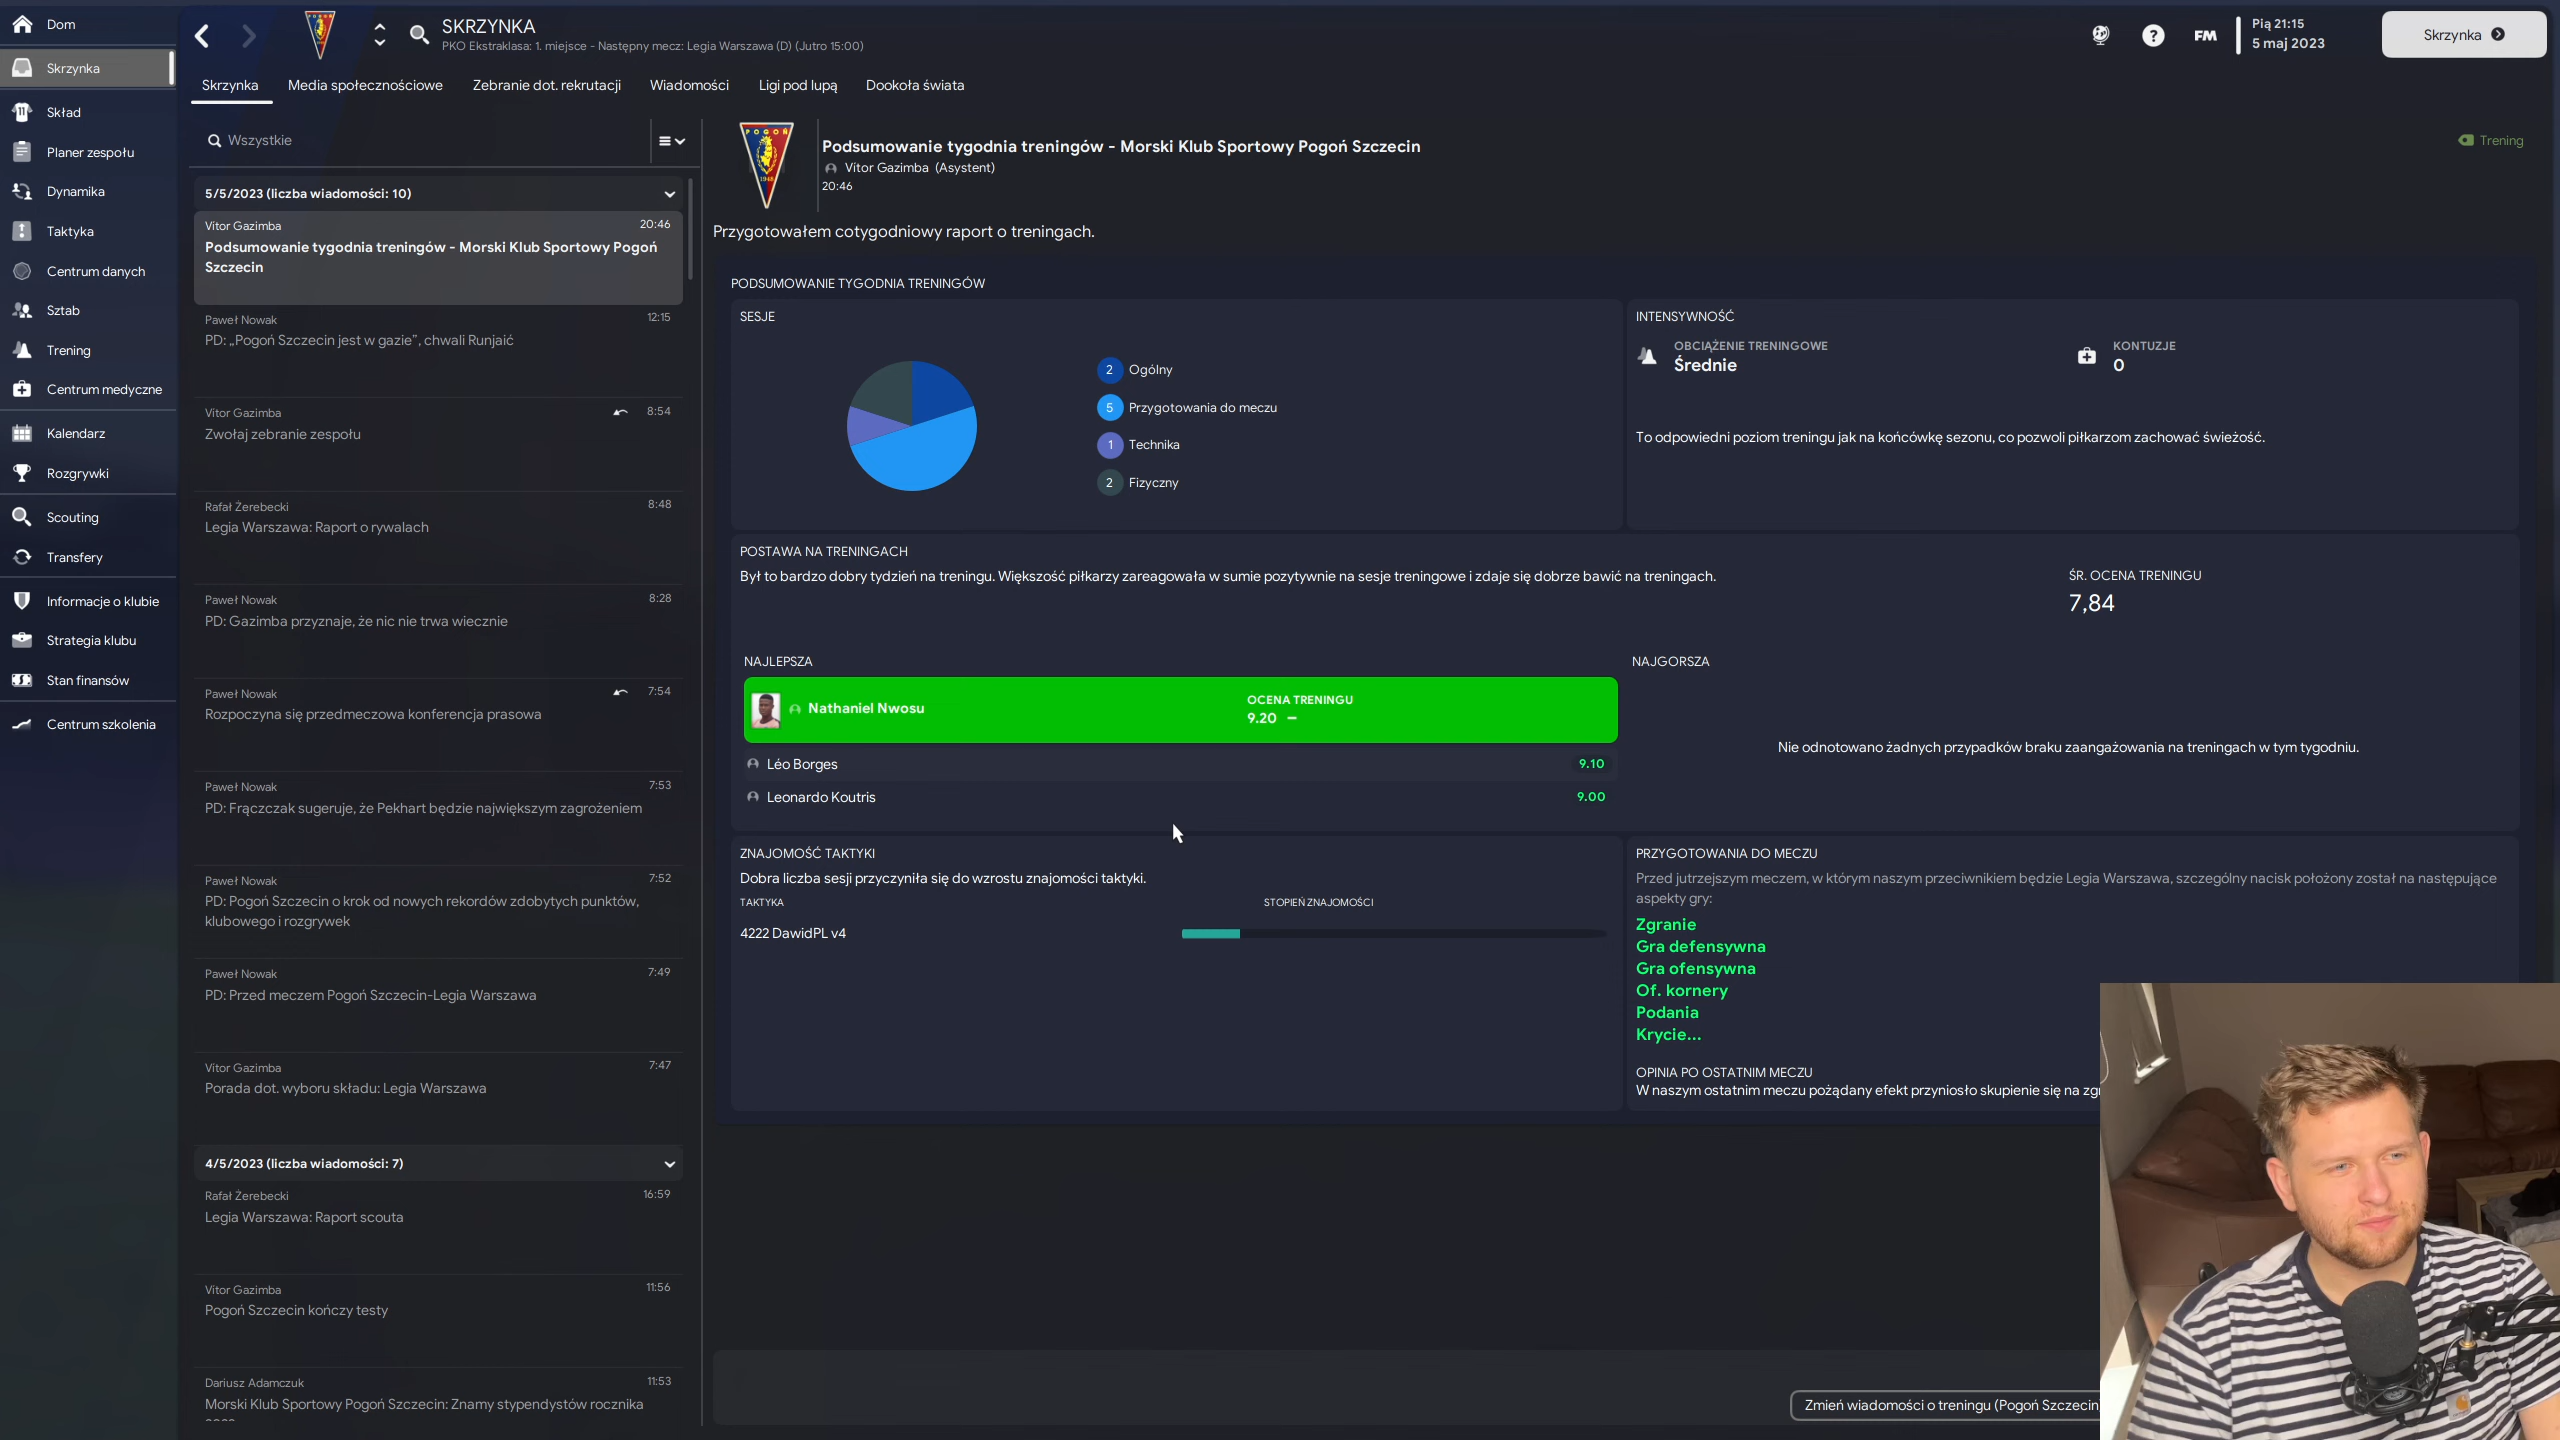 Dom
Skrzynka
Skład
Planer zespołu
Dynamika
Taktyka
Centrum danych
Sztab
Trening
Centrum medyczne
Kalendarz
Rozgrywki
Scouting
Transfery
Informacje o klubie
Strategia klubu
Stan finansów
Centrum szkolenia
SKRZYNKA
PKO Ekstraklasa: 1. miejsce - Następny mecz: Legia Warszawa (D) (Jutro 15:00)
FM
Pią 21:15
5 maj 2023
Skrzynka
Skrzynka
Media społecznościowe
Zebranie dot. rekrutacji
Wiadomości
Ligi pod lupą
Dookoła świata
Wszystkie
5/5/2023 (liczba wiadomości: 10)
Vitor Gazimba 20:46
Podsumowanie tygodnia treningów - Morski Klub Sportowy Pogoń
Szczecin
Paweł Nowak 12:15
PD: „Pogoń Szczecin jest w gazie”, chwali Runjaić
Vitor Gazimba 8:54
Zwołaj zebranie zespołu
Rafał Żerebecki 8:48
Legia Warszawa: Raport o rywalach
Paweł Nowak 8:28
PD: Gazimba przyznaje, że nic nie trwa wiecznie
Paweł Nowak 7:54
Rozpoczyna się przedmeczowa konferencja prasowa
Paweł Nowak 7:53
PD: Frączczak sugeruje, że Pekhart będzie największym zagrożeniem
Paweł Nowak 7:52
PD: Pogoń Szczecin o krok od nowych rekordów zdobytych punktów,
klubowego i rozgrywek
Paweł Nowak 7:49
PD: Przed meczem Pogoń Szczecin-Legia Warszawa
Vitor Gazimba 7:47
Porada dot. wyboru składu: Legia Warszawa
4/5/2023 (liczba wiadomości: 7)
Rafał Żerebecki 16:59
Legia Warszawa: Raport scouta
Vitor Gazimba 11:56
Pogoń Szczecin kończy testy
Dariusz Adamczuk 11:53
Morski Klub Sportowy Pogoń Szczecin: Znamy stypendystów rocznika
POGOŃ
1948
Podsumowanie tygodnia treningów - Morski Klub Sportowy Pogoń Szczecin
Vítor Gazimba (Asystent)
20:46
Trening
Przygotowałem cotygodniowy raport o treningach.
PODSUMOWANIE TYGODNIA TRENINGÓW
SESJE
2 Ogólny
5 Przygotowania do meczu
1 Technika
2 Fizyczny
INTENSYWNOŚĆ
OBCIĄŻENIE TRENINGOWE
Średnie
KONTUZJE
0
To odpowiedni poziom treningu jak na końcówkę sezonu, co pozwoli piłkarzom zachować świeżość.
POSTAWA NA TRENINGACH
Był to bardzo dobry tydzień na treningu. Większość piłkarzy zareagowała w sumie pozytywnie na sesje treningowe i zdaje się dobrze bawić na treningach.
ŚR. OCENA TRENINGU
7,84
NAJLEPSZA
Nathaniel Nwosu
OCENA TRENINGU
9.20 –
Léo Borges 9.10
Leonardo Koutris 9.00
NAJGORSZA
Nie odnotowano żadnych przypadków braku zaangażowania na treningach w tym tygodniu.
ZNAJOMOŚĆ TAKTYKI
Dobra liczba sesji przyczyniła się do wzrostu znajomości taktyki.
TAKTYKA STOPIEŃ ZNAJOMOŚCI
4222 DawidPL v4
PRZYGOTOWANIA DO MECZU
Przed jutrzejszym meczem, w którym naszym przeciwnikiem będzie Legia Warszawa, szczególny nacisk położony został na następujące
aspekty gry:
Zgranie
Gra defensywna
Gra ofensywna
Of. kornery
Podania
Krycie...
OPINIA PO OSTATNIM MECZU
W naszym ostatnim meczu pożądany efekt przyniosło skupienie się na zgr
Zmień wiadomości o treningu (Pogoń Szczecin